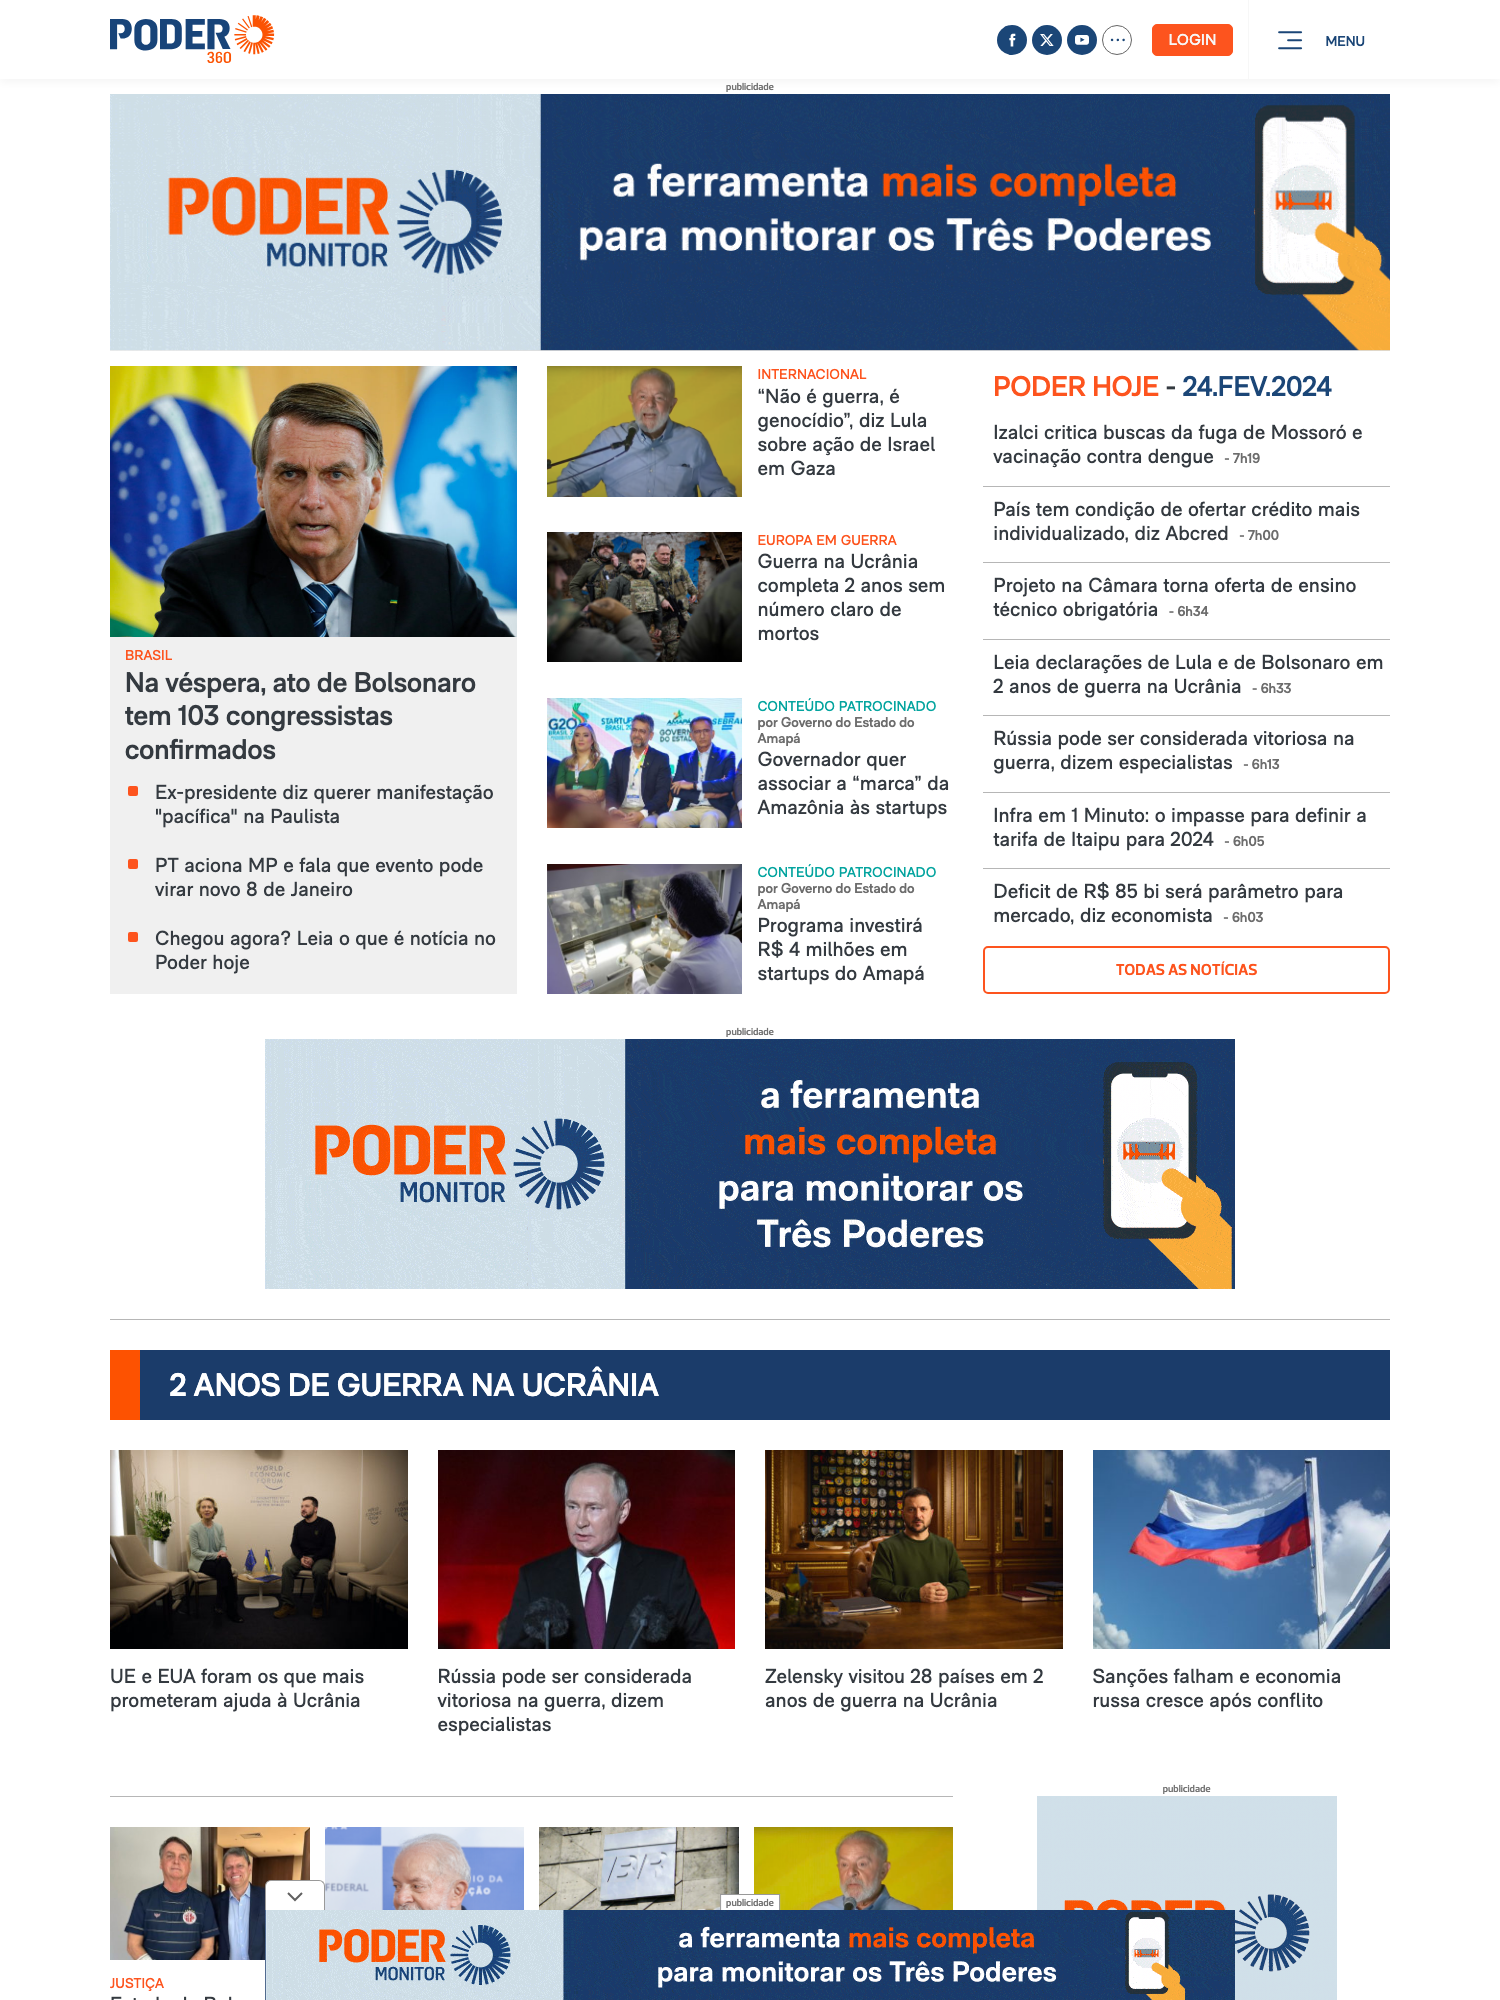 PODER
360
LOGIN
MENU
publicidade
PODER
MONITOR
a ferramenta mais completa
para monitorar os Três Poderes
BRASIL
Na véspera, ato de Bolsonaro
tem 103 congressistas
confirmados
Ex-presidente diz querer manifestação
"pacífica" na Paulista
PT aciona MP e fala que evento pode
virar novo 8 de Janeiro
Chegou agora? Leia o que é notícia no
Poder hoje
INTERNACIONAL
“Não é guerra, é
genocídio”, diz Lula
sobre ação de Israel
em Gaza
EUROPA EM GUERRA
Guerra na Ucrânia
completa 2 anos sem
número claro de
mortos
G20
CONTEÚDO PATROCINADO
por Governo do Estado do
Amapá
Governador quer
associar a “marca” da
Amazônia às startups
CONTEÚDO PATROCINADO
por Governo do Estado do
Amapá
Programa investirá
R$ 4 milhões em
startups do Amapá
PODER HOJE - 24.FEV.2024
Izalci critica buscas da fuga de Mossoró e
vacinação contra dengue - 7h19
País tem condição de ofertar crédito mais
individualizado, diz Abcred - 7h00
Projeto na Câmara torna oferta de ensino
técnico obrigatória - 6h34
Leia declarações de Lula e de Bolsonaro em
2 anos de guerra na Ucrânia - 6h33
Rússia pode ser considerada vitoriosa na
guerra, dizem especialistas - 6h13
Infra em 1 Minuto: o impasse para definir a
tarifa de Itaipu para 2024 - 6h05
Deficit de R$ 85 bi será parâmetro para
mercado, diz economista - 6h03
TODAS AS NOTÍCIAS
publicidade
PODER
MONITOR
a ferramenta
mais completa
para monitorar os
Três Poderes
2 ANOS DE GUERRA NA UCRÂNIA
WORLD
ECONOMIC
FORUM
UE e EUA foram os que mais
prometeram ajuda à Ucrânia
Rússia pode ser considerada
vitoriosa na guerra, dizem
especialistas
Zelensky visitou 28 países em 2
anos de guerra na Ucrânia
Sanções falham e economia
russa cresce após conflito
publicidade
FEDERAL
PODER
JUSTIÇA
publicidade
PODER
MONITOR
a ferramenta mais completa
para monitorar os Três Poderes